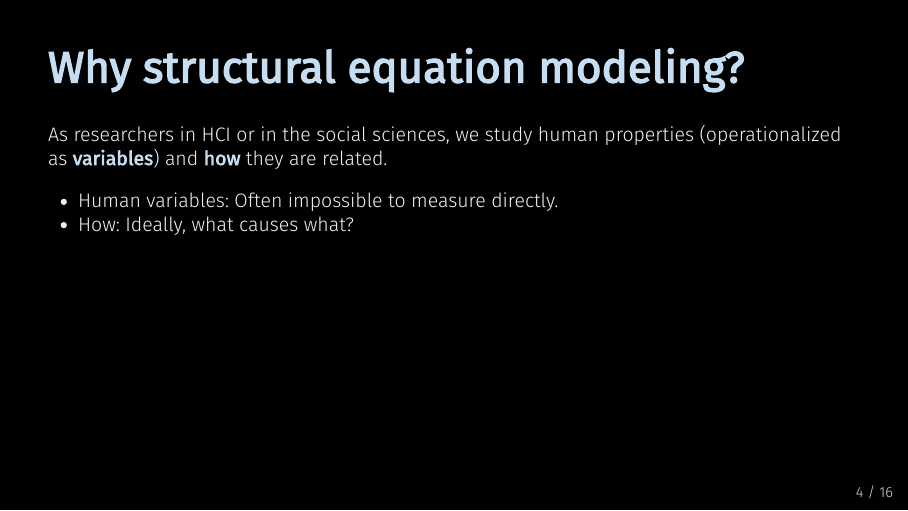 Why structural equation modeling?
As researchers in HCI or in the social sciences, we study human properties (operationalized
as variables) and how they are related.
• Human variables: Often impossible to measure directly.
• How: Ideally, what causes what?
4 / 16